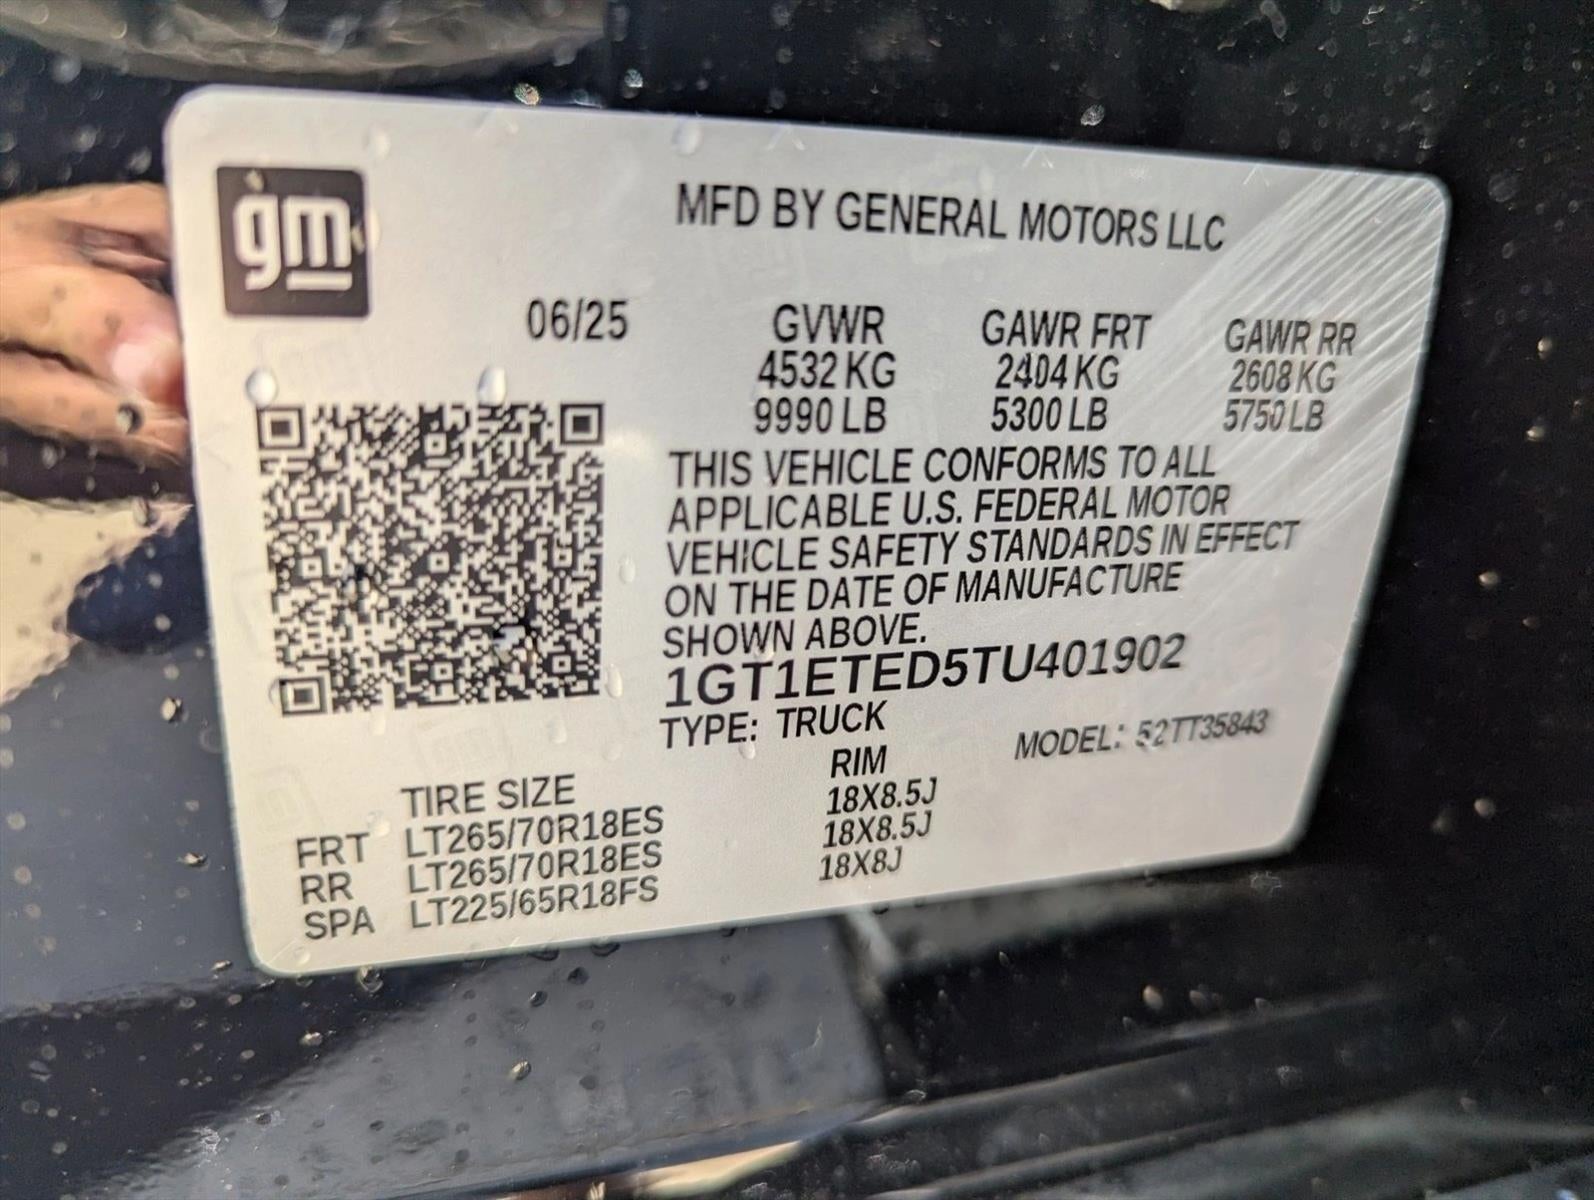 gm
MFD BY GENERAL MOTORS LLC
06/25 GVWR GAWR FRT GAWR RR
4532 KG 2404 KG 2608 KG
9990 LB 5300 LB 5750 LB
THIS VEHICLE CONFORMS TO ALL
APPLICABLE U.S. FEDERAL MOTOR
VEHICLE SAFETY STANDARDS IN EFFECT
ON THE DATE OF MANUFACTURE
SHOWN ABOVE.
1GT1ETED5TU401902
TYPE: TRUCK MODEL: 52TT35843
TIRE SIZE RIM
FRT LT265/70R18ES 18X8.5J
RR LT265/70R18ES 18X8.5J
SPA LT225/65R18FS 18X8J